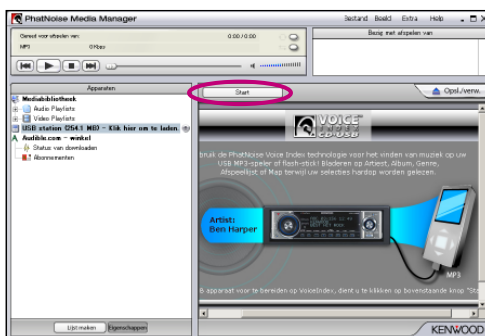 PhatNoise Media Manager
Bestand Beeld Extra Help
Gereed voor afspelen van:
0:00 / 0:00
MP3
0 Kbps
Bezig met afspelen van
Apparaten
Start
Opsl./verw.
Mediabibliotheek
Audio Playlists
Video Playlists
USB station (254.1 MB) - Klik hier om te laden.
Audible.com - winkel
Status van downloaden
Abonnementen
VOICE
INDEX
CD·USB
bruik de PhatNoise Voice Index technologie voor het vinden van muziek op uw
USB MP3-speler of flash-stick! Bladeren op Artiest, Album, Genre,
Afspeellijst of Map terwijl uw selecties hardop worden gelezen.
Artist:
Ben Harper
MP3
B apparaat voor te bereiden op VoiceIndex, dient u te klikken op bovenstaande knop "Sta
Lijst maken
Eigenschappen
KENWOOD